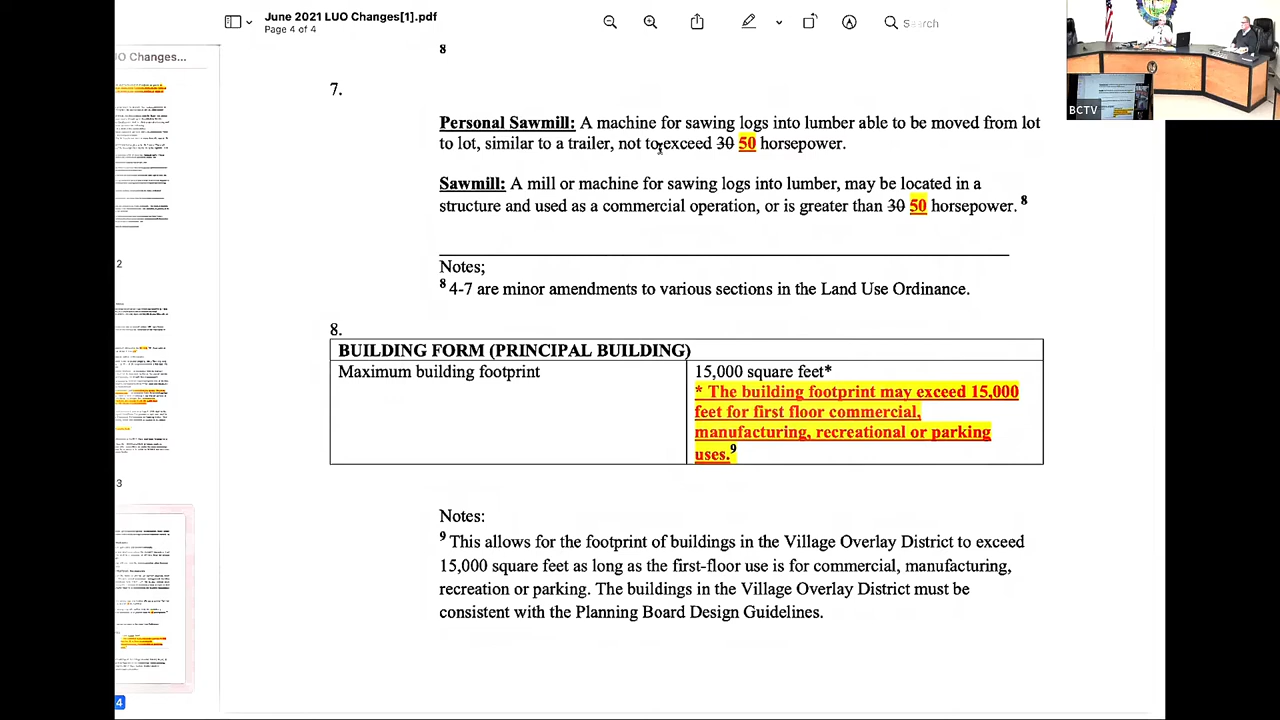 June 2021 LUO Changes[1].pdf
Page 4 of 4
Search
JO Changes...
BCTV
2
3
4
8
7.
Personal Sawmill: A machine for sawing logs into lumber able to be moved from lot
to lot, similar to a trailer, not to exceed 30 50 horsepower.
Sawmill: A mill or machine for sawing logs into lumber may be housed in a
structure and used as a commercial operation, or is greater than 30 50 horsepower.8
Notes;
8 4-7 are minor amendments to various sections in the Land Use Ordinance.
8.
BUILDING FORM (PRINCIPAL BUILDING)
Maximum building footprint
15,000 square feet
* The building footprint may exceed 15,000
feet for first floor commercial,
manufacturing, recreational or parking
uses.9
Notes:
9 This allows for the footprint of buildings in the Village Overlay District to exceed
15,000 square feet as long as the first-floor use is for commercial, manufacturing,
recreation or parking. The buildings in the Village Overlay District must be
consistent with the Planning Board Design Guidelines.